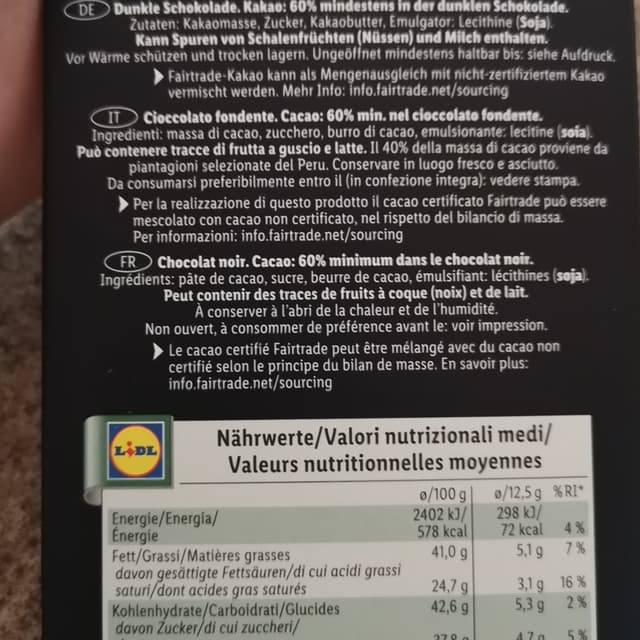 DE Dunkle Schokolade. Kakao: 60% mindestens in der dunklen Schokolade.
Zutaten: Kakaomasse, Zucker, Kakaobutter, Emulgator: Lecithine (Soja).
Kann Spuren von Schalenfrüchten (Nüssen) und Milch enthalten.
Vor Wärme schützen und trocken lagern. Ungeöffnet mindestens haltbar bis: siehe Aufdruck.
Fairtrade-Kakao kann als Mengenausgleich mit nicht-zertifiziertem Kakao
vermischt werden. Mehr Info: info.fairtrade.net/sourcing
IT Cioccolato fondente. Cacao: 60% min. nel cioccolato fondente.
Ingredienti: massa di cacao, zucchero, burro di cacao, emulsionante: lecitine (soia).
Può contenere tracce di frutta a guscio e latte. Il 40% della massa di cacao proviene da
piantagioni selezionate del Peru. Conservare in luogo fresco e asciutto.
Da consumarsi preferibilmente entro il (in confezione integra): vedere stampa.
Per la realizzazione di questo prodotto il cacao certificato Fairtrade può essere
mescolato con cacao non certificato, nel rispetto del bilancio di massa.
Per informazioni: info.fairtrade.net/sourcing
FR Chocolat noir. Cacao: 60% minimum dans le chocolat noir.
Ingrédients: pâte de cacao, sucre, beurre de cacao, émulsifiant: lécithines (soja).
Peut contenir des traces de fruits à coque (noix) et de lait.
À conserver à l'abri de la chaleur et de l'humidité.
Non ouvert, à consommer de préférence avant le: voir impression.
Le cacao certifié Fairtrade peut être mélangé avec du cacao non
certifié selon le principe du bilan de masse. En savoir plus:
info.fairtrade.net/sourcing
LIDL
Nährwerte/Valori nutrizionali medi/
Valeurs nutritionnelles moyennes
ø/100 g ø/12,5 g %RI*
Energie/Energia/ 2402 kJ/ 298 kJ/
Énergie 578 kcal 72 kcal 4 %
Fett/Grassi/Matières grasses 41,0 g 5,1 g 7 %
davon gesättigte Fettsäuren/di cui acidi grassi
saturi/dont acides gras saturés 24,7 g 3,1 g 16 %
Kohlenhydrate/Carboidrati/Glucides 42,6 g 5,3 g 2 %
davon Zucker/di cui zuccheri/ 4,7 g 5 %